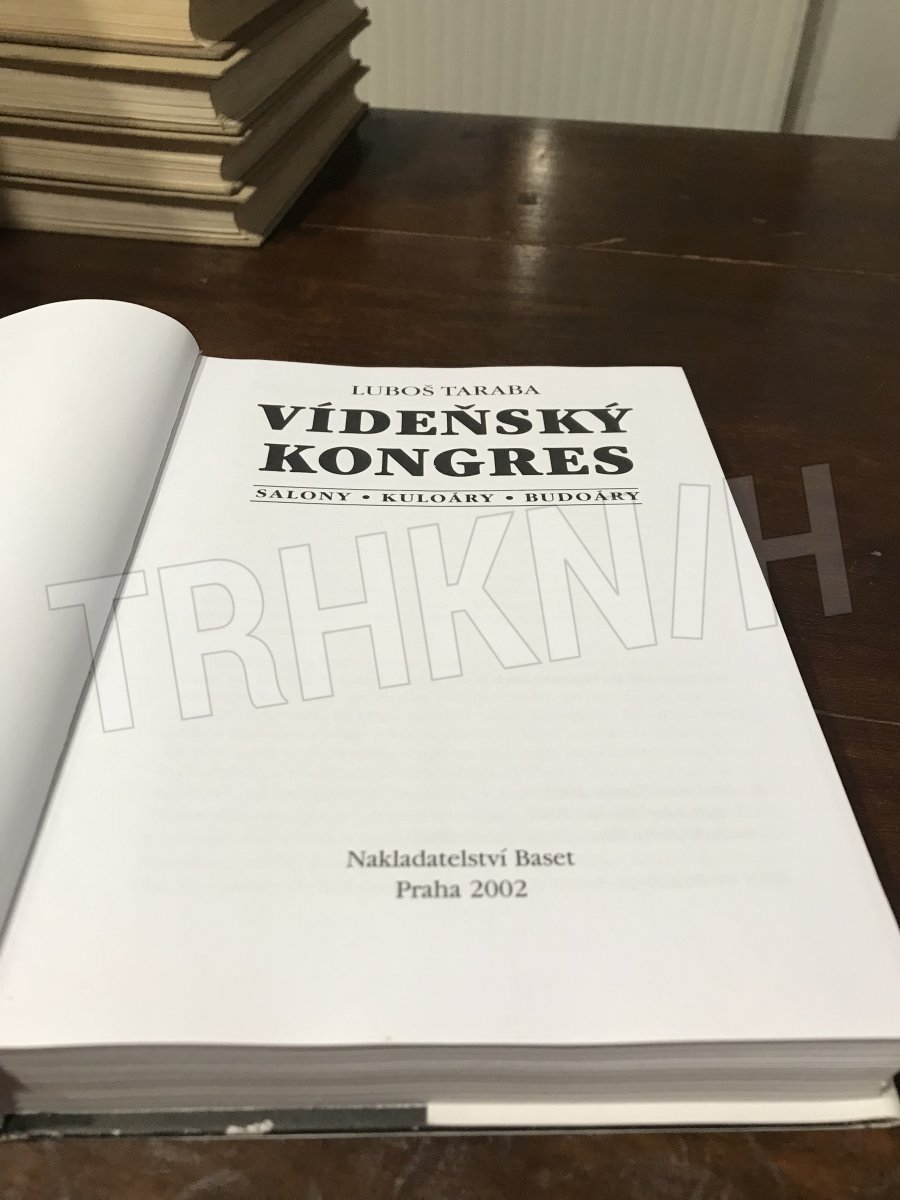 LUBOŠ TARABA
VÍDEŇSKÝ
KONGRES
SALONY • KULOÁRY • BUDOÁRY
TRHKNIH
Nakladatelství Baset
Praha 2002